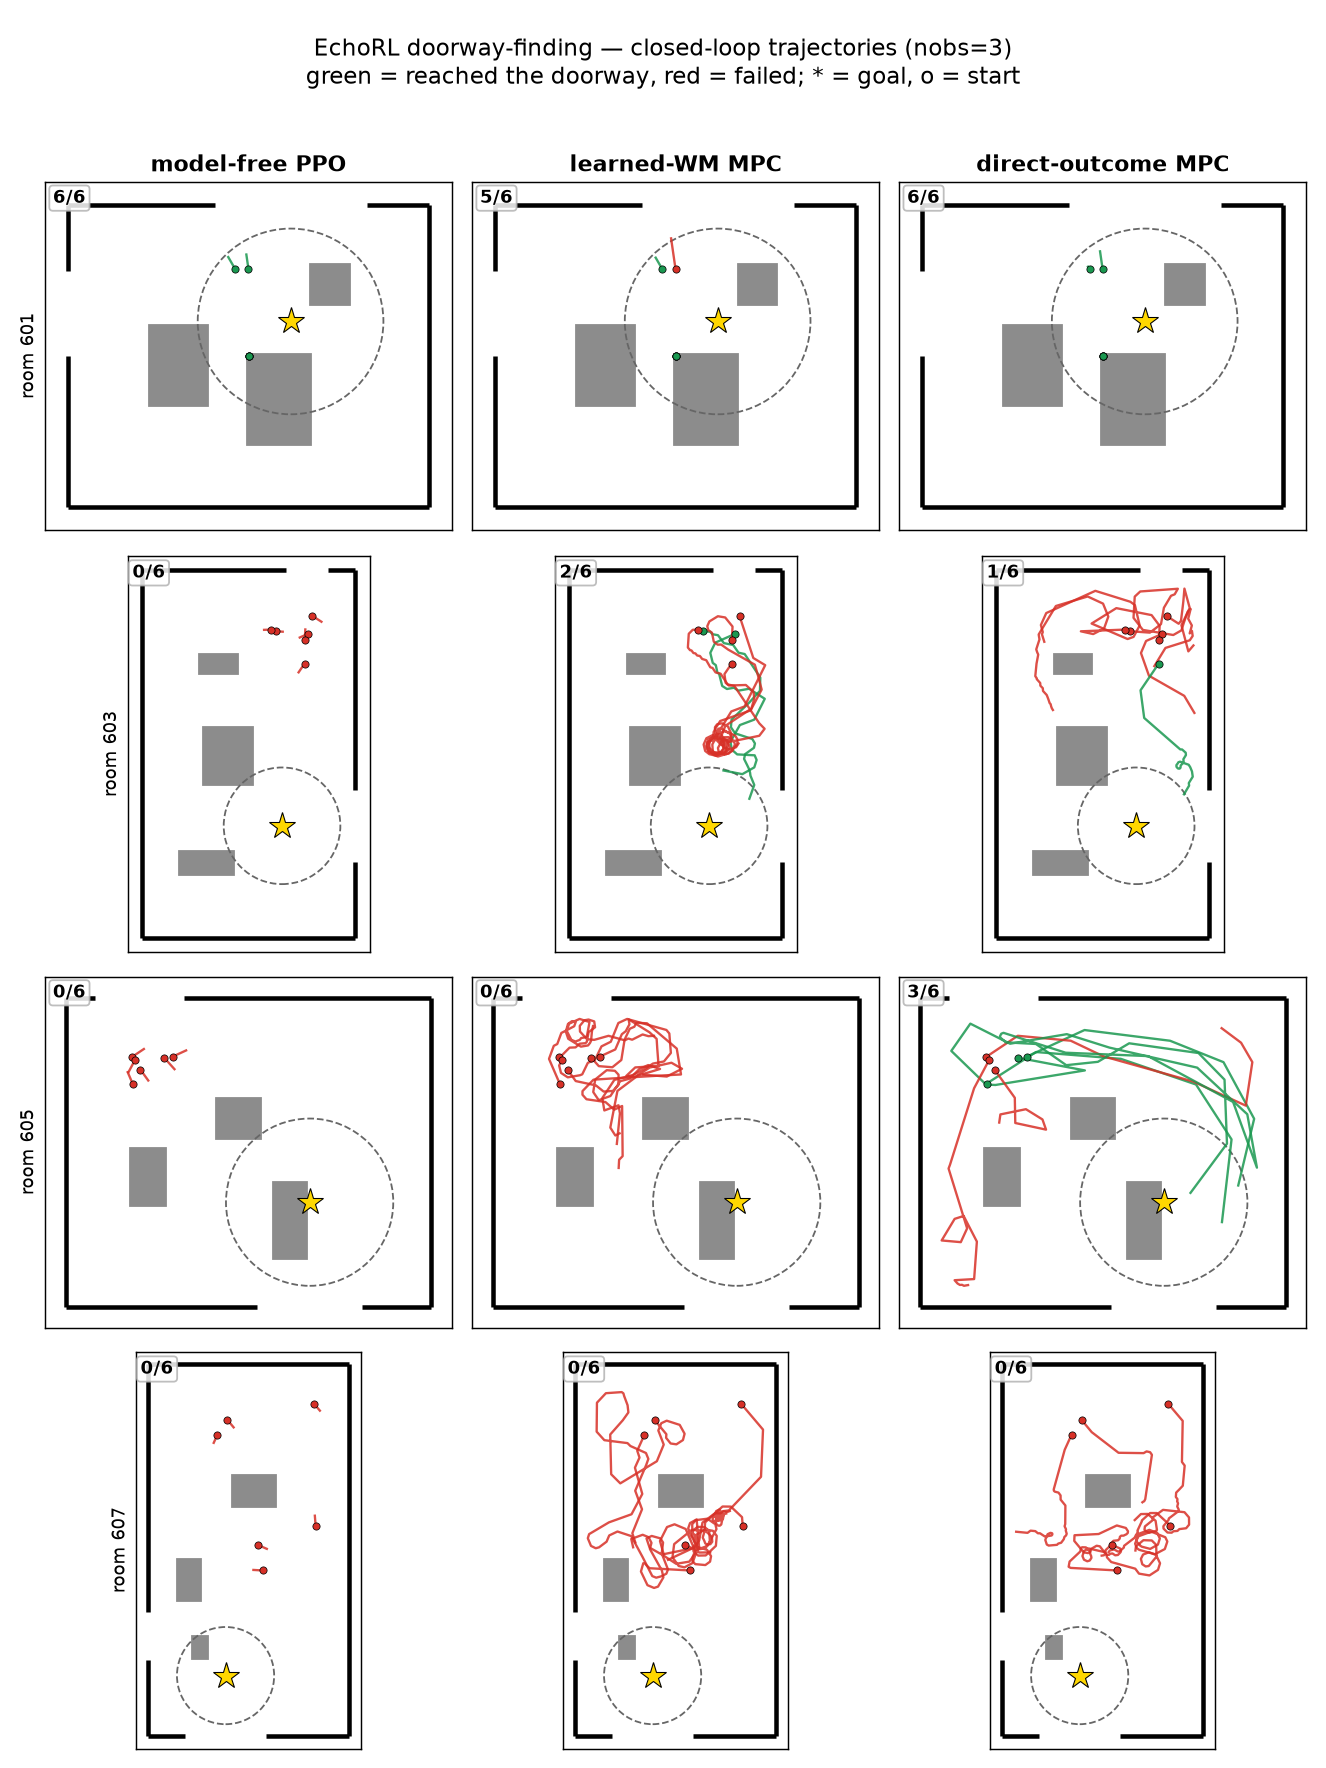 EchoRL doorway-finding — closed-loop trajectories (nobs=3)
green = reached the doorway, red = failed; * = goal, o = start
model-free PPO
learned-WM MPC
direct-outcome MPC
room 601
6/6
5/6
6/6
room 603
0/6
2/6
1/6
room 605
0/6
0/6
3/6
room 607
0/6
0/6
0/6